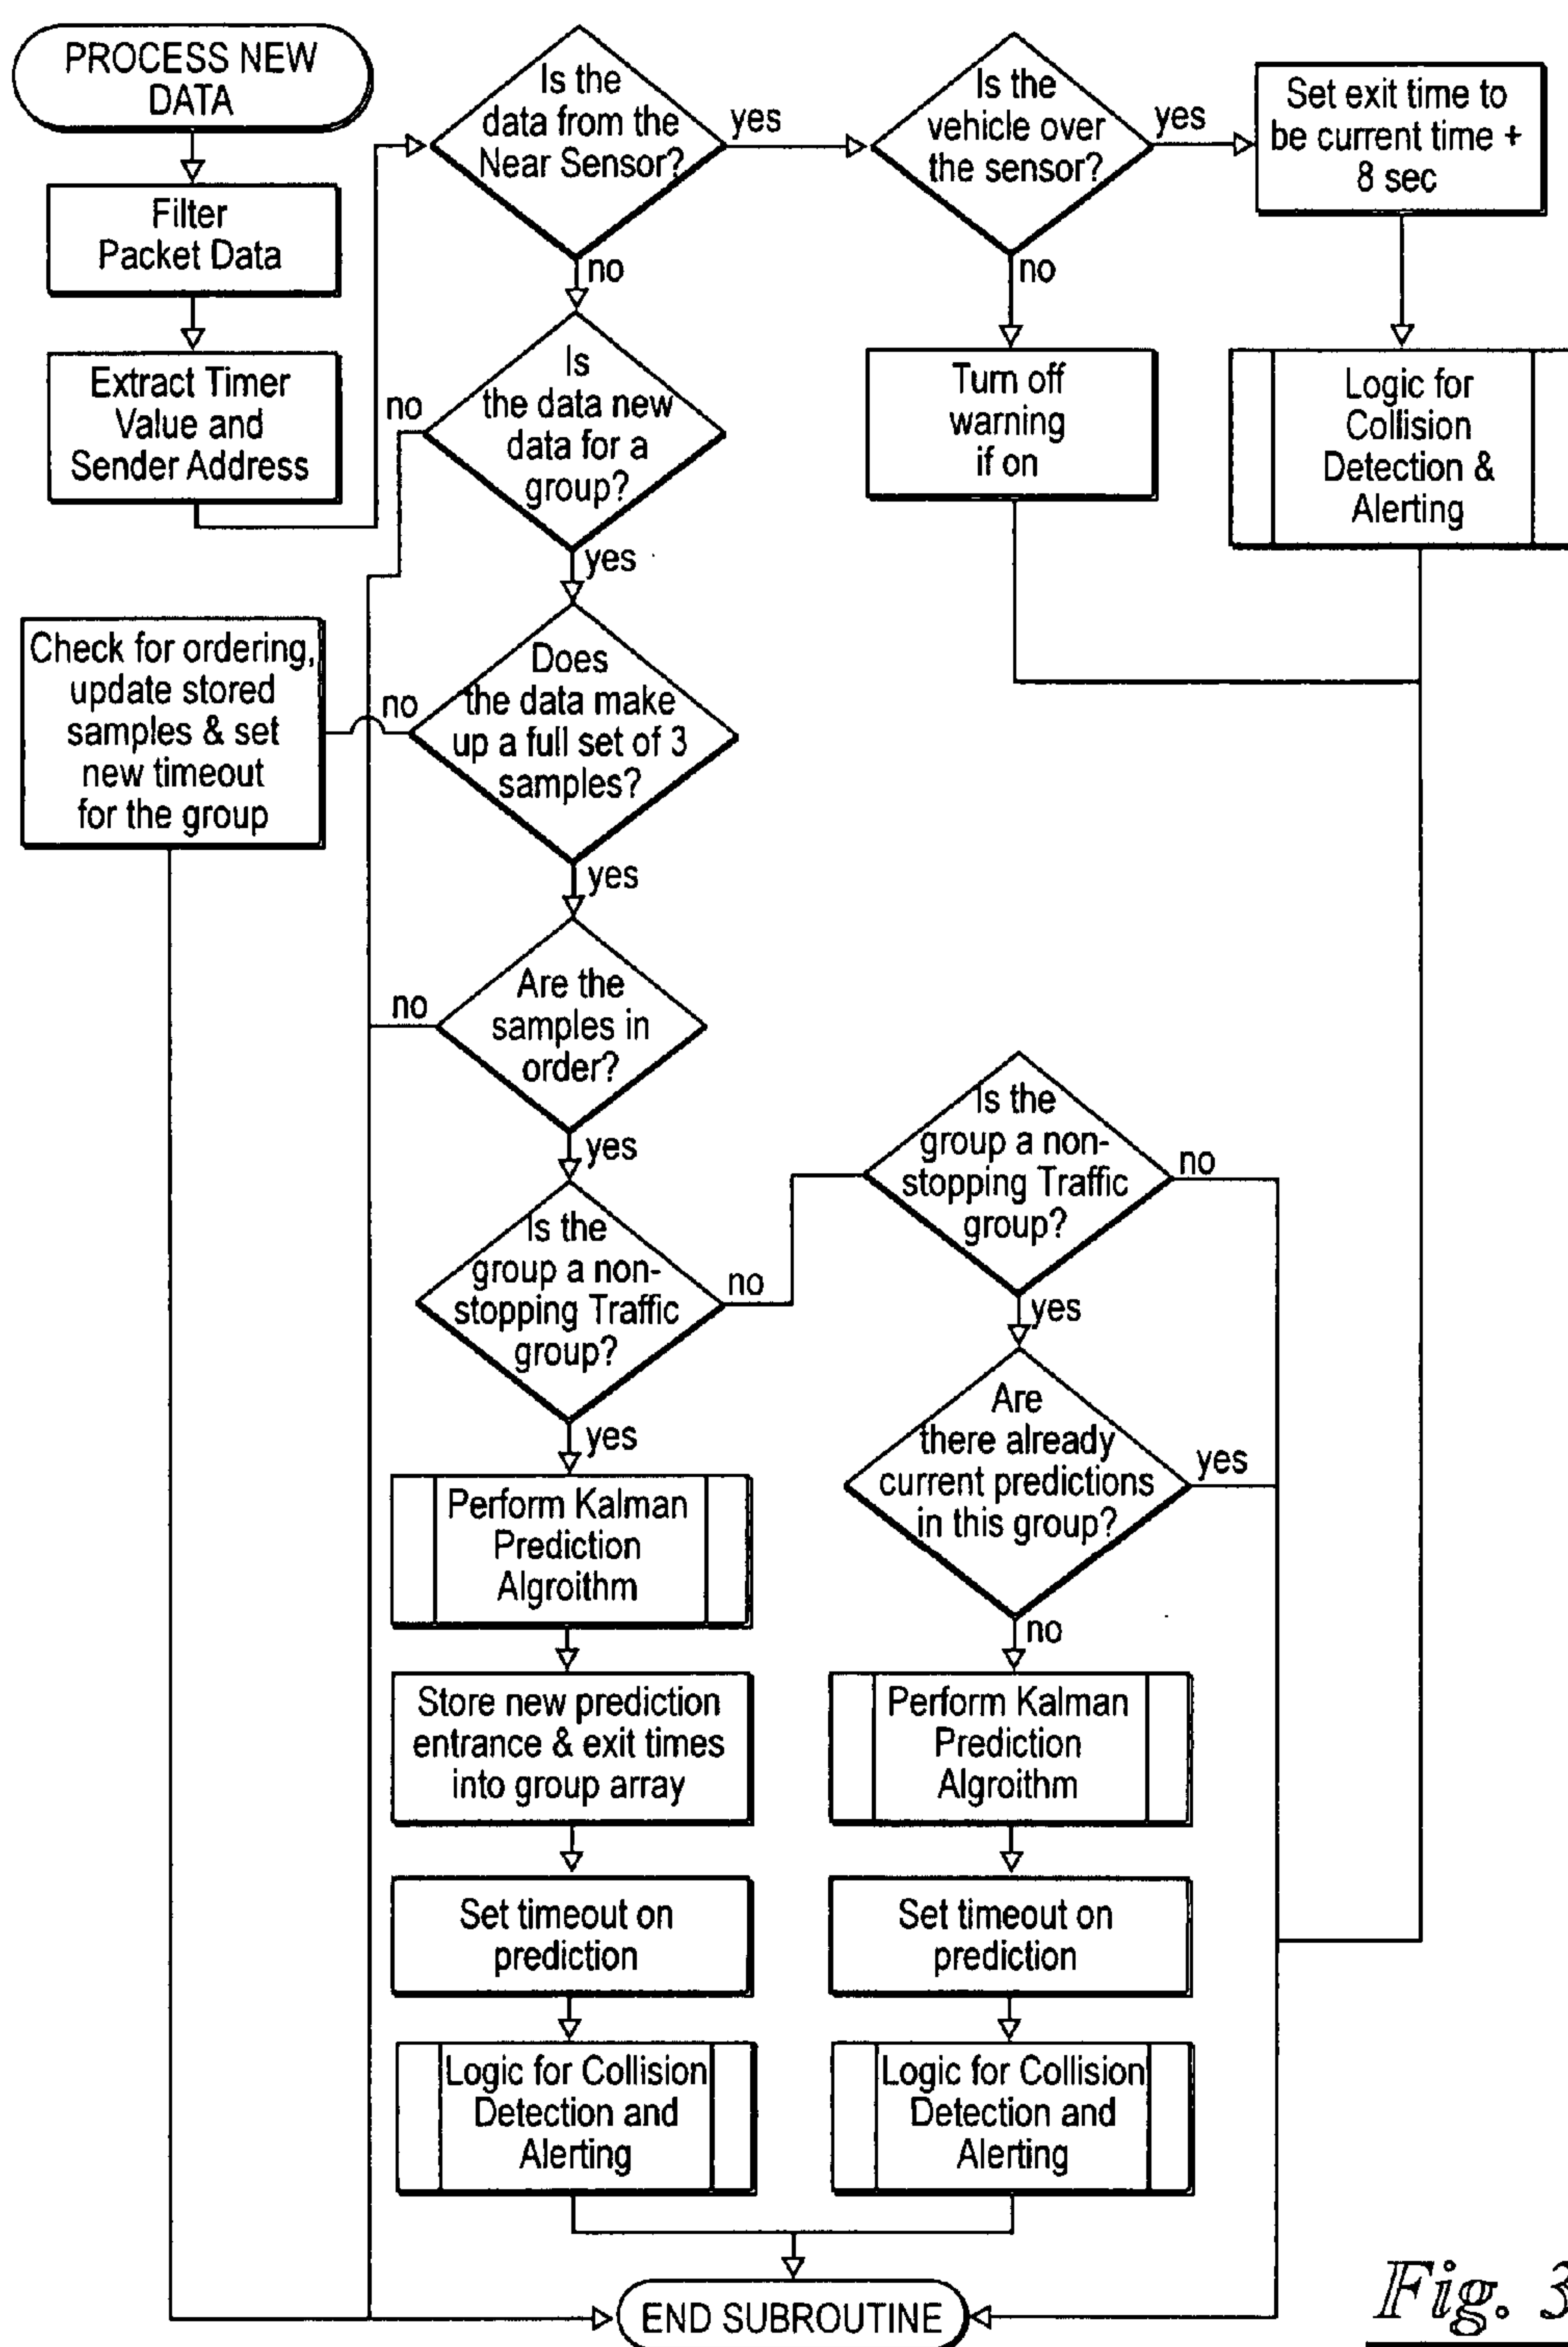 PROCESS NEW
DATA
Filter
Packet Data
Extract Timer
Value and
Sender Address
Is the
data from the
Near Sensor?
yes
no
Is the
vehicle over
the sensor?
yes
no
Set exit time to
be current time +
8 sec
Turn off
warning
if on
Logic for
Collision
Detection &
Alerting
Is
the data new
data for a
group?
no
yes
Check for ordering,
update stored
samples & set
new timeout
for the group
Does
the data make
up a full set of 3
samples?
no
yes
Are the
samples in
order?
no
yes
Is the
group a non-
stopping Traffic
group?
no
yes
Is the
group a non-
stopping Traffic
group?
no
yes
Are
there already
current predictions
in this group?
yes
no
Perform Kalman
Prediction
Algroithm
Store new prediction
entrance & exit times
into group array
Set timeout on
prediction
Logic for Collision
Detection and
Alerting
Perform Kalman
Prediction
Algroithm
Set timeout on
prediction
Logic for Collision
Detection and
Alerting
END SUBROUTINE
Fig. 3